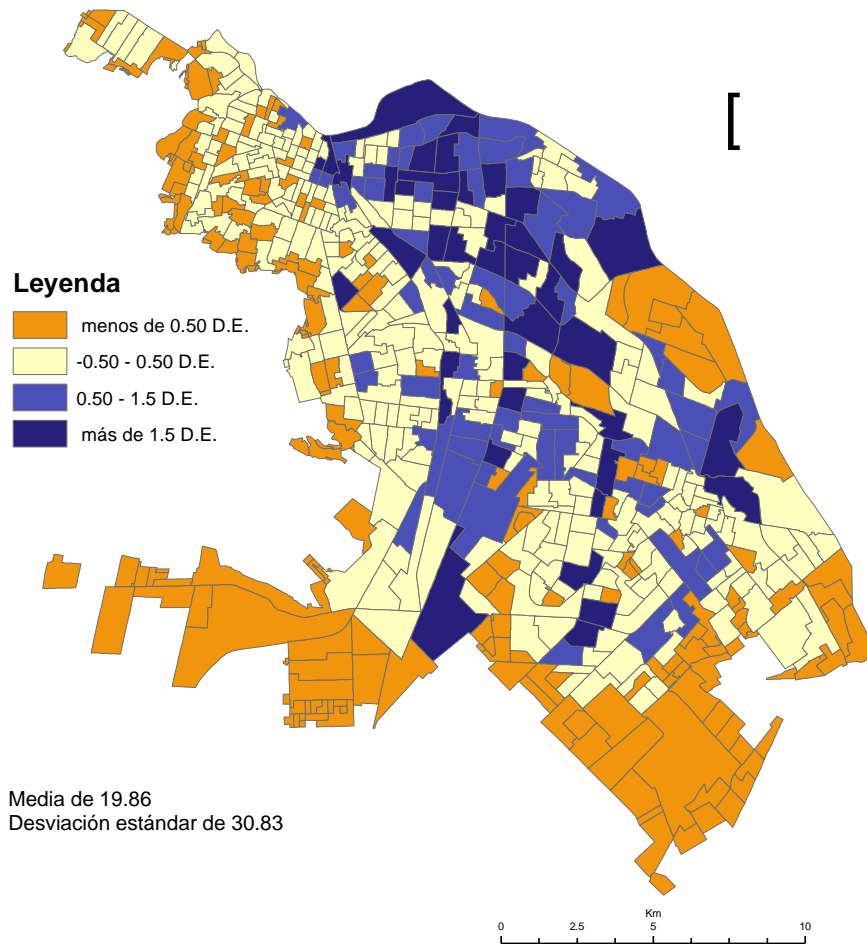 [
Leyenda
menos de 0.50 D.E.
-0.50 - 0.50 D.E.
0.50 - 1.5 D.E.
más de 1.5 D.E.
Media de 19.86
Desviación estándar de 30.83
Km
0 2.5 5 10